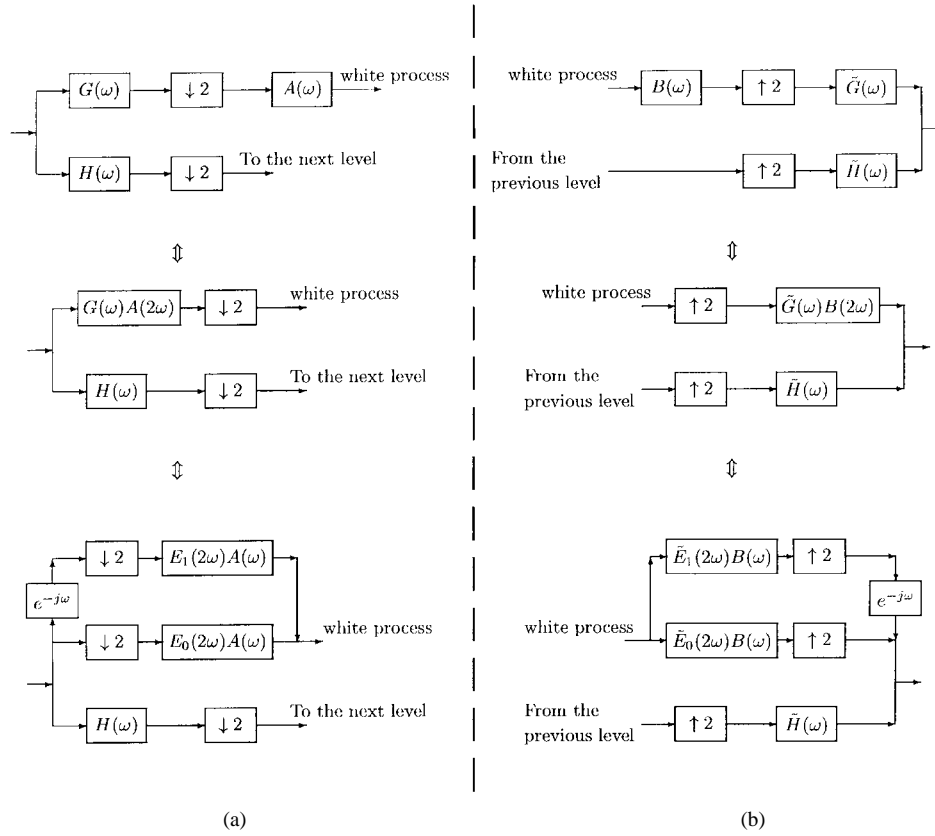 white process
G(ω) ↓ 2 A(ω)
To the next level
H(ω) ↓ 2
⇕
white process
G(ω)A(2ω) ↓ 2
To the next level
H(ω) ↓ 2
⇕
↓ 2 E₁(2ω)A(ω)
e^{-jω}
white process
↓ 2 E₀(2ω)A(ω)
To the next level
H(ω) ↓ 2
(a)
white process
B(ω) ↑ 2 G̃(ω)
From the
previous level
↑ 2 H̃(ω)
⇕
white process
↑ 2 G̃(ω)B(2ω)
From the
previous level
↑ 2 H̃(ω)
⇕
Ẽ₁(2ω)B(ω) ↑ 2
e^{-jω}
white process
Ẽ₀(2ω)B(ω) ↑ 2
From the
previous level
↑ 2 H̃(ω)
(b)